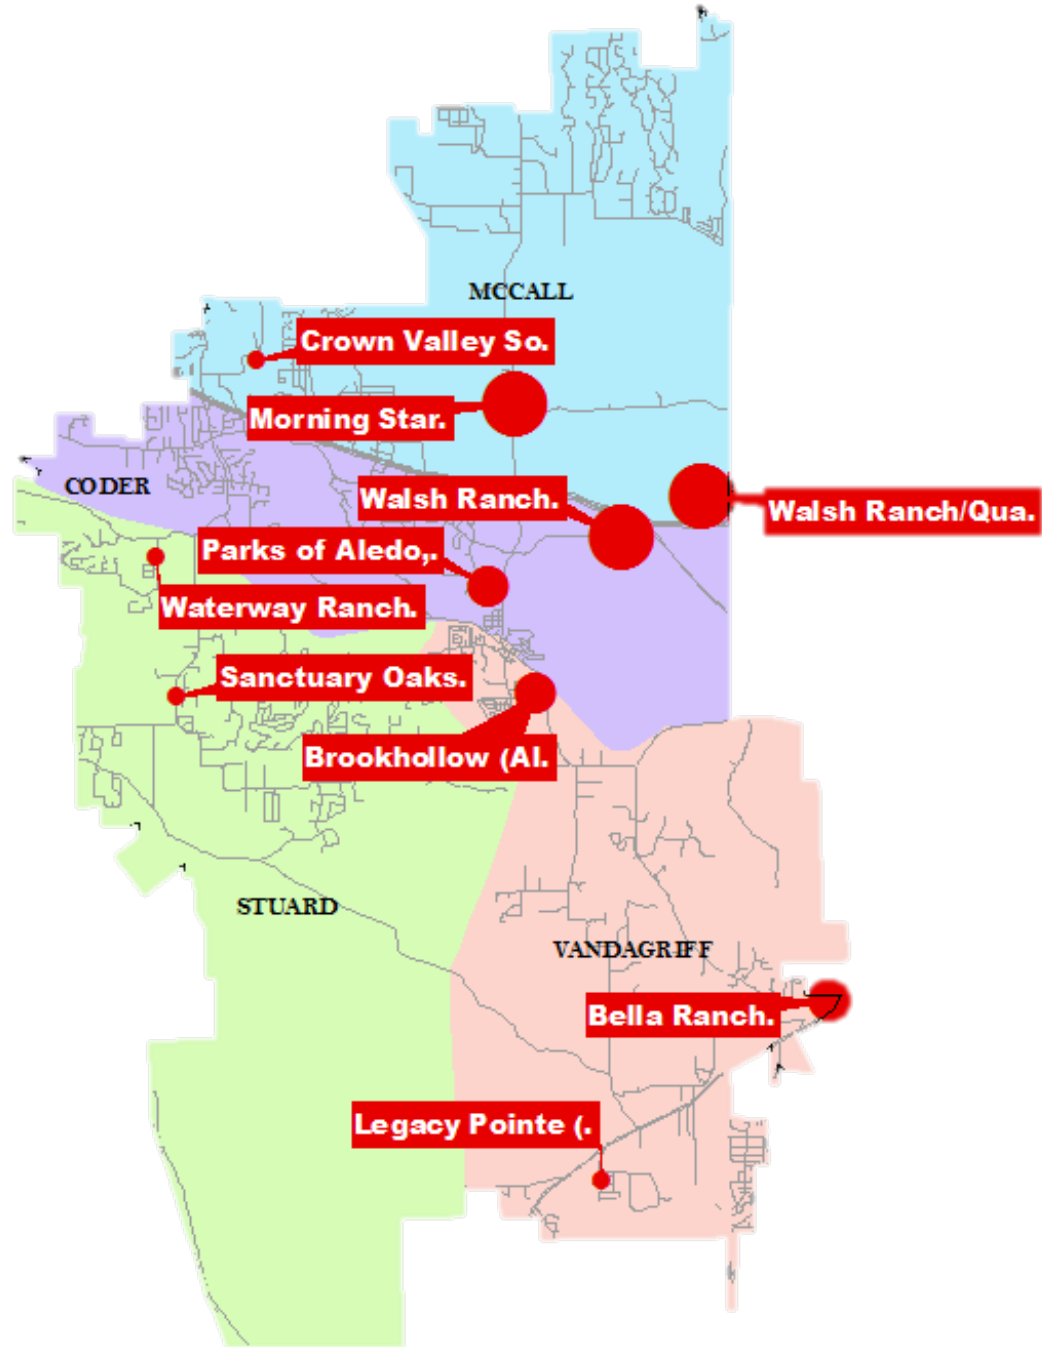 MCCALL
Crown Valley So.
Morning Star.
CODER
Walsh Ranch.
Walsh Ranch/Qua.
Parks of Aledo,.
Waterway Ranch.
Sanctuary Oaks.
Brookhollow (Al.
STUARD
VANDAGRIFF
Bella Ranch.
Legacy Pointe (.